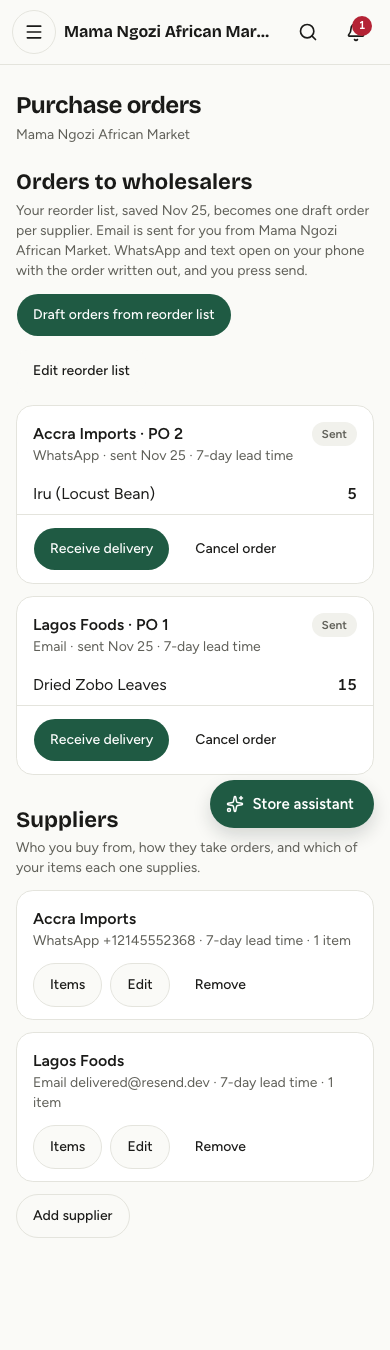 Mama Ngozi African Mar...
1
Purchase orders
Mama Ngozi African Market
Orders to wholesalers
Your reorder list, saved Nov 25, becomes one draft order
per supplier. Email is sent for you from Mama Ngozi
African Market. WhatsApp and text open on your phone
with the order written out, and you press send.
Draft orders from reorder list
Edit reorder list
Accra Imports · PO 2
Sent
WhatsApp · sent Nov 25 · 7-day lead time
Iru (Locust Bean) 5
Receive delivery Cancel order
Lagos Foods · PO 1
Sent
Email · sent Nov 25 · 7-day lead time
Dried Zobo Leaves 15
Receive delivery Cancel order
Store assistant
Suppliers
Who you buy from, how they take orders, and which of
your items each one supplies.
Accra Imports
WhatsApp +12145552368 · 7-day lead time · 1 item
Items Edit Remove
Lagos Foods
Email delivered@resend.dev · 7-day lead time · 1
item
Items Edit Remove
Add supplier